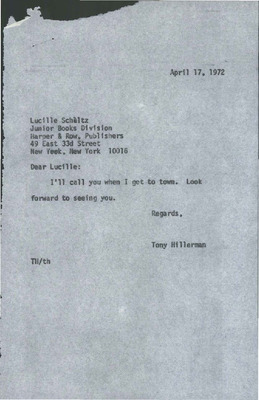 April 17, 1972
Lucille Schultz
Junior Books Division
Harper & Row, Publishers
49 East 33d Street
New Yeek, New York 10016
Dear Lucille:
I'll call you when I get to town. Look
forward to seeing you.
Regards,
Tony Hillerman
TH/th